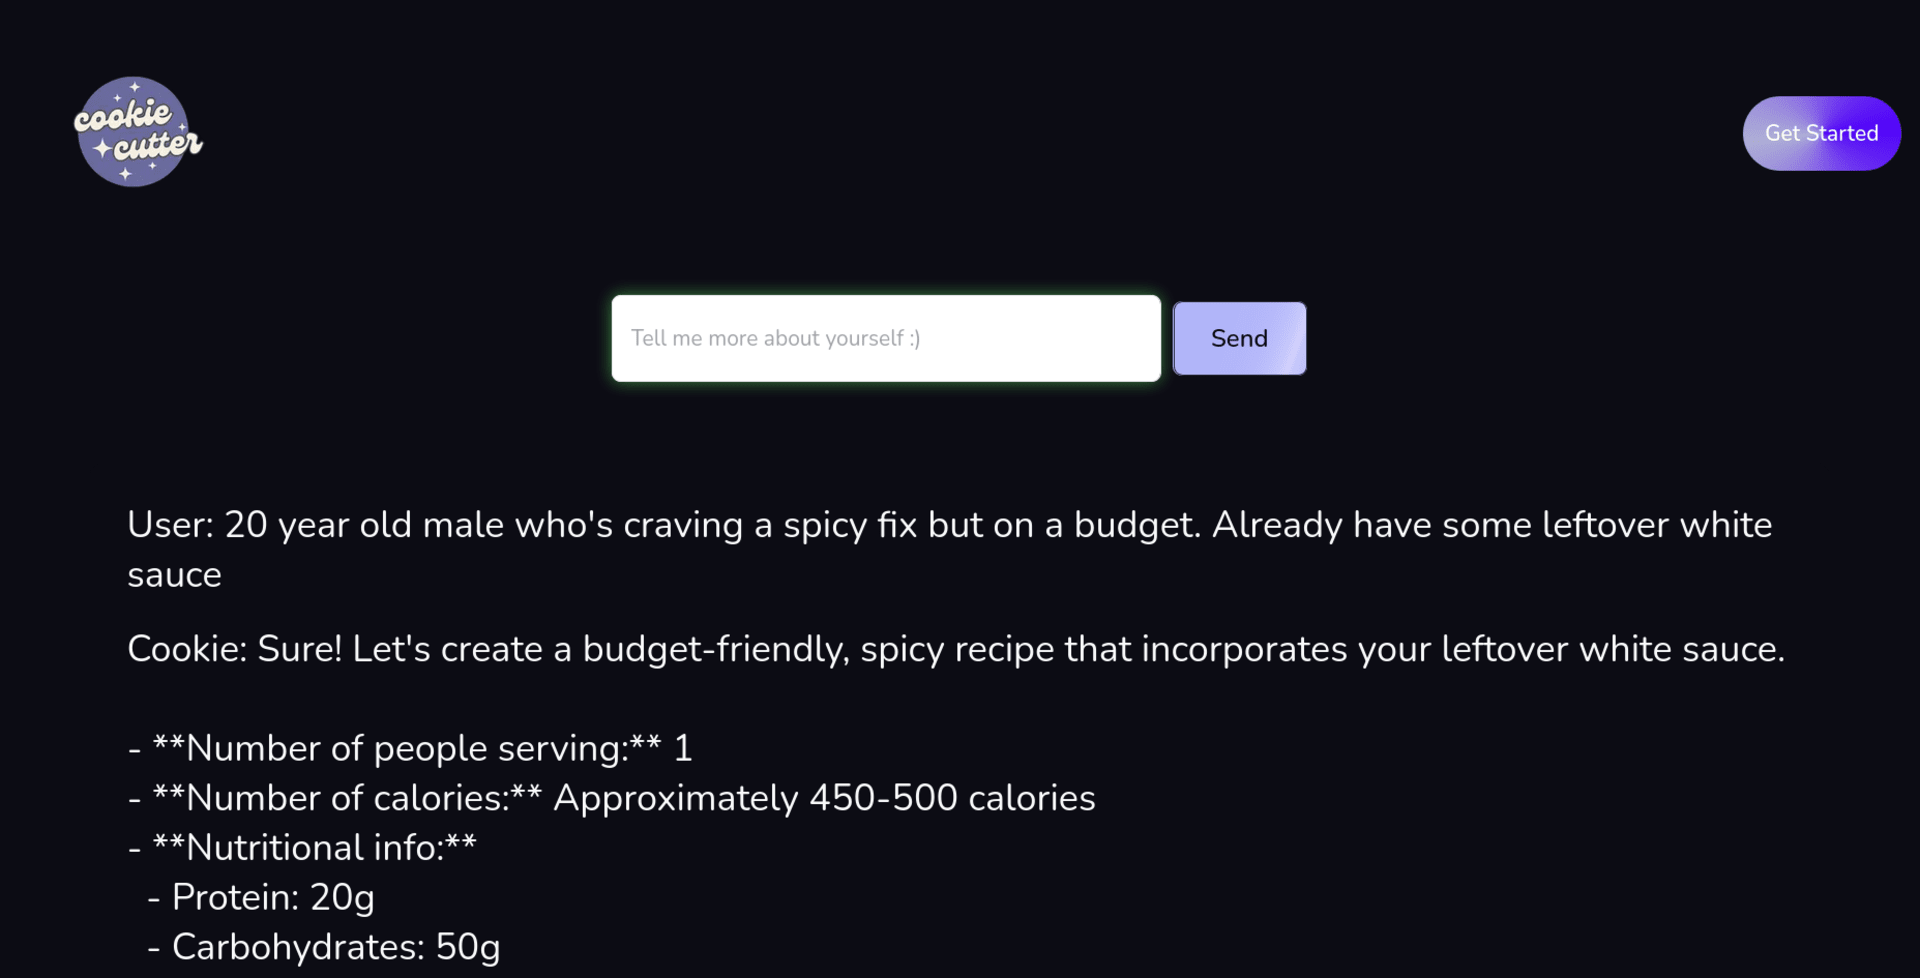 cookie
cutter
Get Started
Tell me more about yourself :)
Send
User: 20 year old male who's craving a spicy fix but on a budget. Already have some leftover white
sauce
Cookie: Sure! Let's create a budget-friendly, spicy recipe that incorporates your leftover white sauce.
- **Number of people serving:** 1
- **Number of calories:** Approximately 450-500 calories
- **Nutritional info:**
- Protein: 20g
- Carbohydrates: 50g